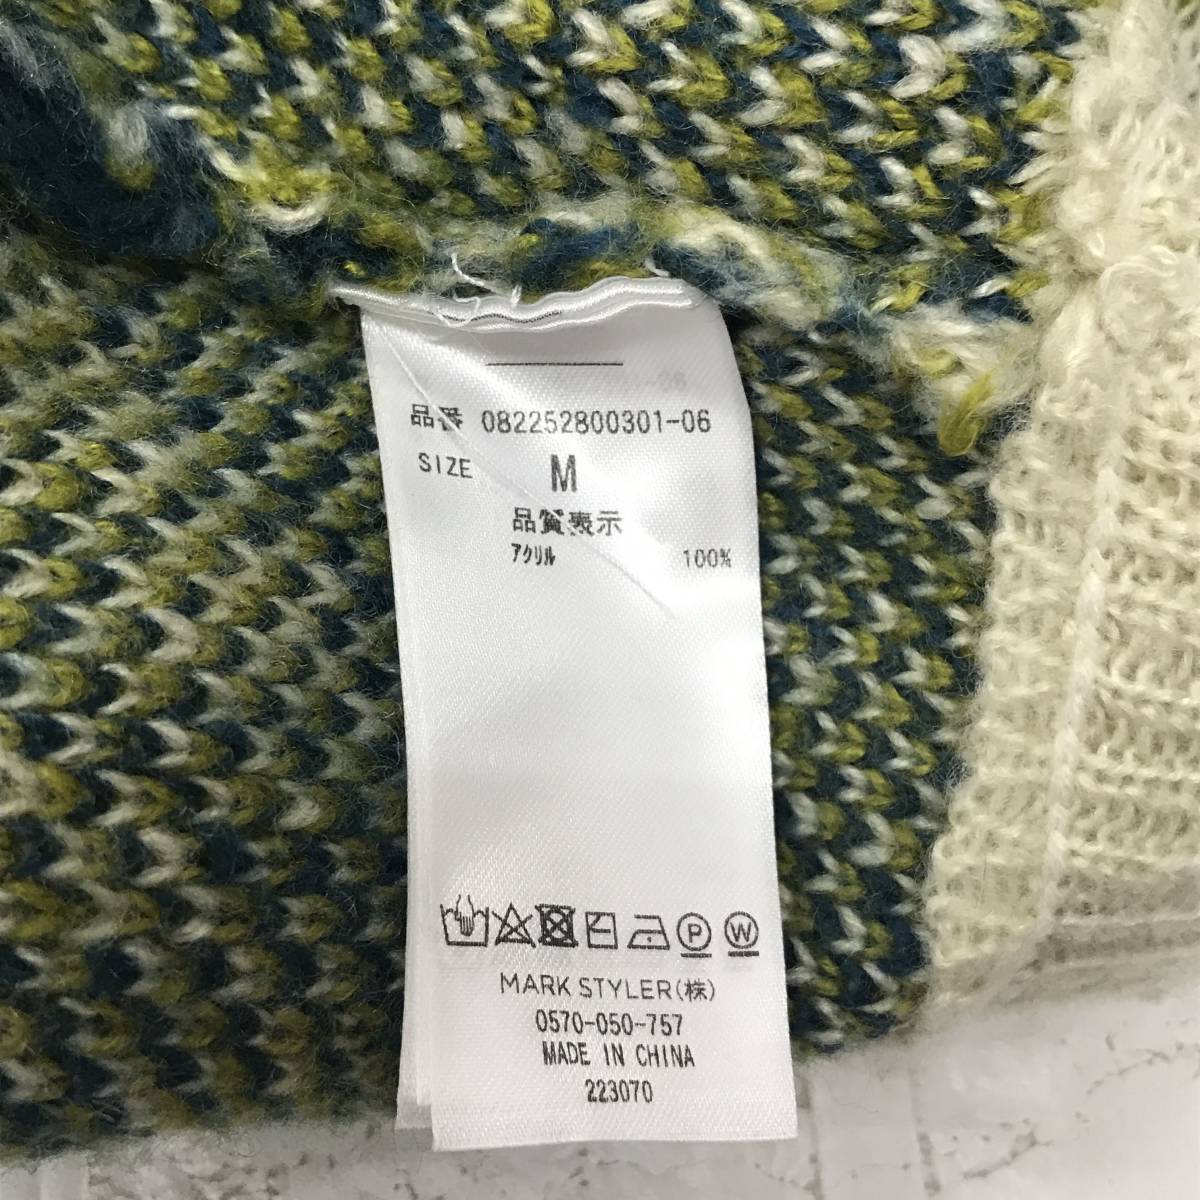 品番 082252800301-06
SIZE M
品質表示
アクリル 100%
P W
MARK STYLER(株)
0570-050-757
MADE IN CHINA
223070